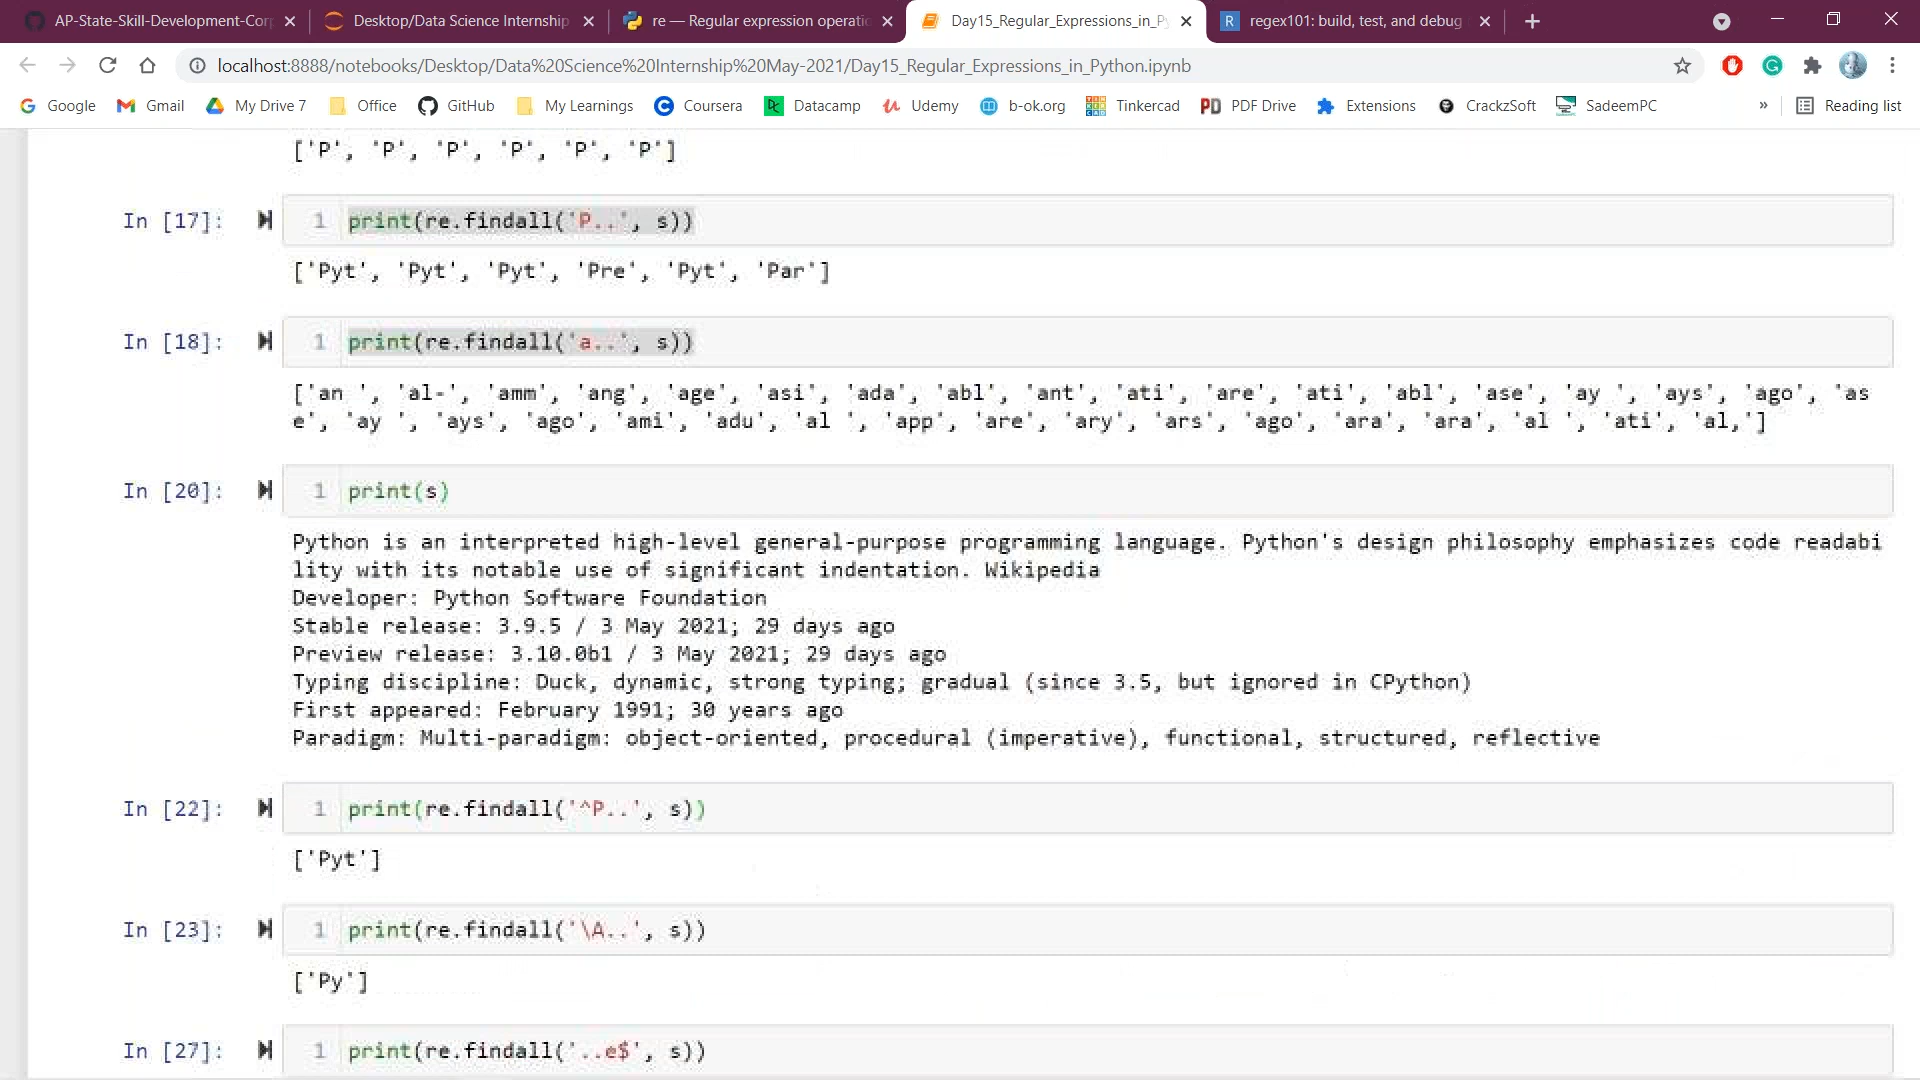 AP-State-Skill-Development-Cor
Desktop/Data Science Internship
re — Regular expression operatio
Day15_Regular_Expressions_in_Py
regex101: build, test, and debug
localhost:8888/notebooks/Desktop/Data%20Science%20Internship%20May-2021/Day15_Regular_Expressions_in_Python.ipynb
Google Gmail My Drive 7 Office GitHub My Learnings Coursera Datacamp Udemy b-ok.org Tinkercad PDF Drive Extensions CrackzSoft SadeemPC » Reading list
['P', 'P', 'P', 'P', 'P', 'P']
In [17]: 1 print(re.findall('P..', s))
['Pyt', 'Pyt', 'Pyt', 'Pre', 'Pyt', 'Par']
In [18]: 1 print(re.findall('a..', s))
['an ', 'al-', 'amm', 'ang', 'age', 'asi', 'ada', 'abl', 'ant', 'ati', 'are', 'ati', 'abl', 'ase', 'ay ', 'ays', 'ago', 'as
e', 'ay ', 'ays', 'ago', 'ami', 'adu', 'al ', 'app', 'are', 'ary', 'ars', 'ago', 'ara', 'ara', 'al ', 'ati', 'al,']
In [20]: 1 print(s)
Python is an interpreted high-level general-purpose programming language. Python's design philosophy emphasizes code readabi
lity with its notable use of significant indentation. Wikipedia
Developer: Python Software Foundation
Stable release: 3.9.5 / 3 May 2021; 29 days ago
Preview release: 3.10.0b1 / 3 May 2021; 29 days ago
Typing discipline: Duck, dynamic, strong typing; gradual (since 3.5, but ignored in CPython)
First appeared: February 1991; 30 years ago
Paradigm: Multi-paradigm: object-oriented, procedural (imperative), functional, structured, reflective
In [22]: 1 print(re.findall('^P..', s))
['Pyt']
In [23]: 1 print(re.findall('\A..', s))
['Py']
In [27]: 1 print(re.findall('..e$', s))